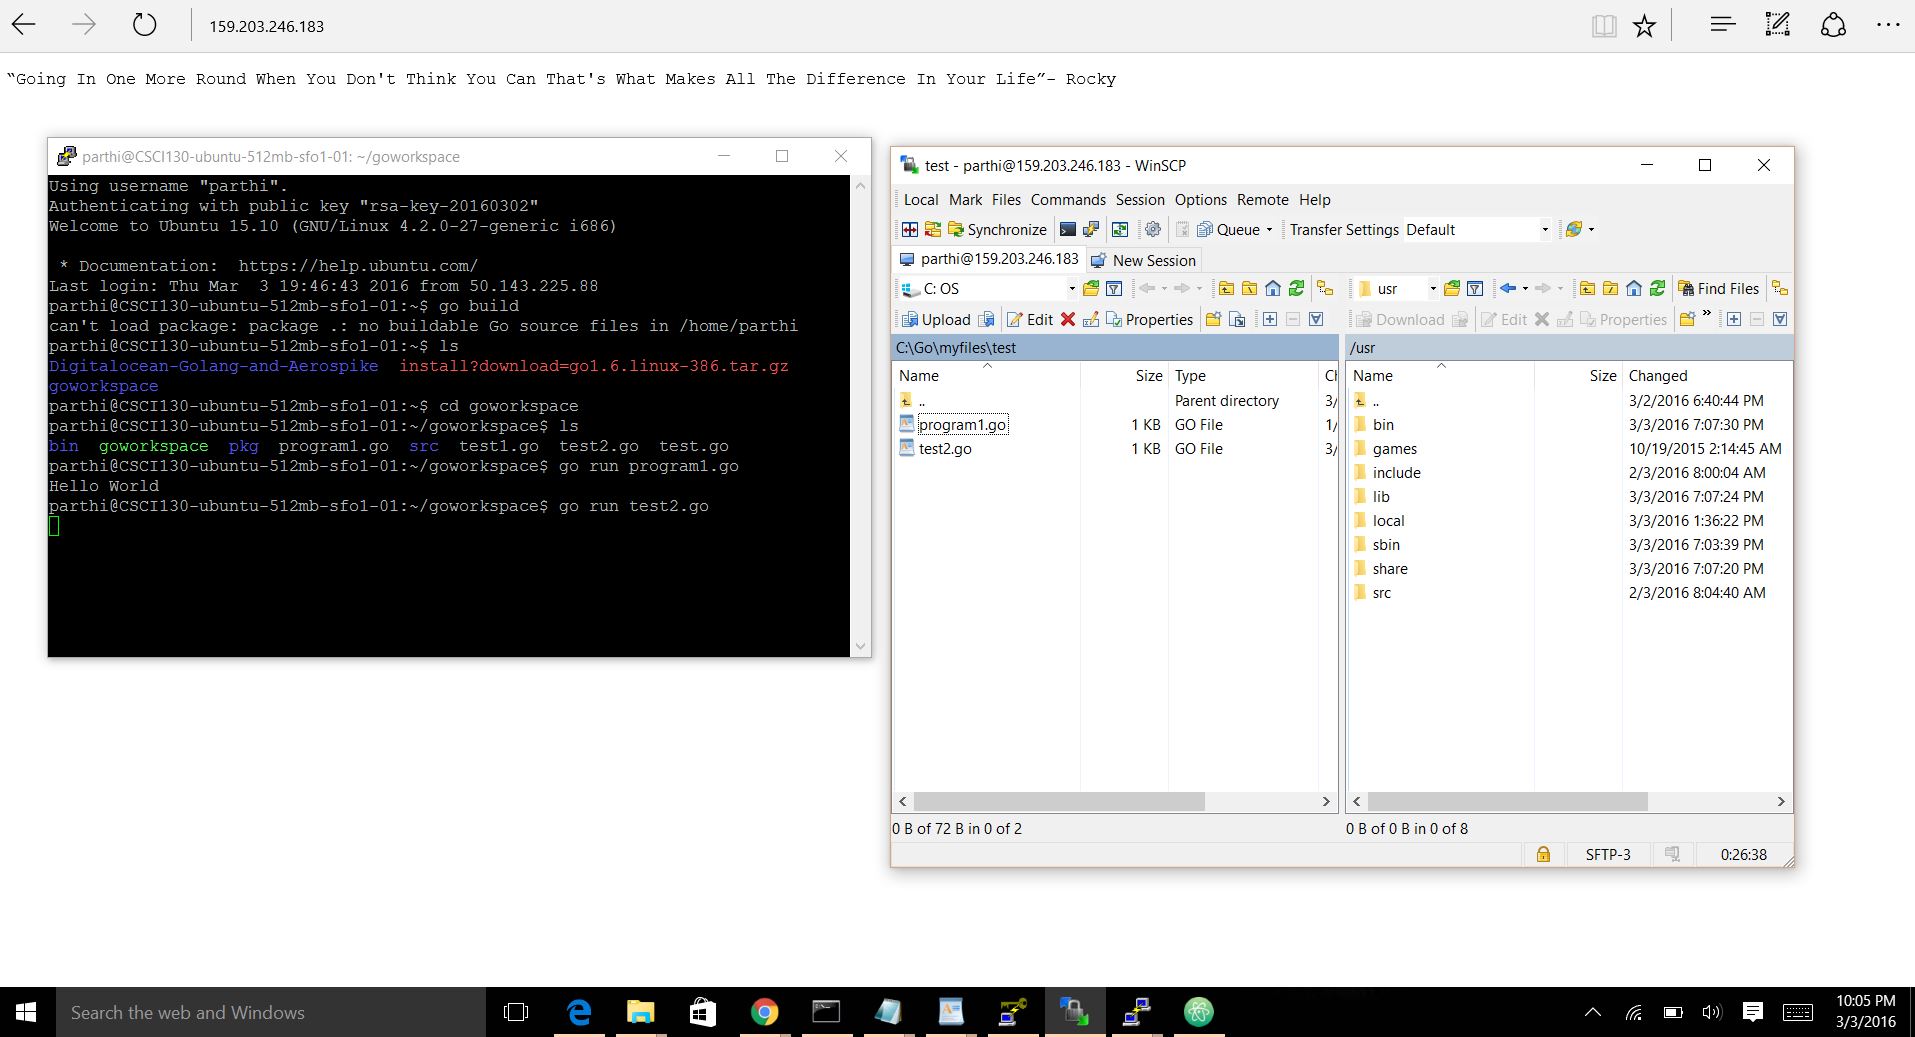 159.203.246.183
“Going In One More Round When You Don't Think You Can That's What Makes All The Difference In Your Life”- Rocky
parthi@CSCI130-ubuntu-512mb-sfo1-01: ~/goworkspace
Using username "parthi".
Authenticating with public key "rsa-key-20160302"
Welcome to Ubuntu 15.10 (GNU/Linux 4.2.0-27-generic i686)
* Documentation:  https://help.ubuntu.com/
Last login: Thu Mar  3 19:46:43 2016 from 50.143.225.88
parthi@CSCI130-ubuntu-512mb-sfo1-01:~$ go build
can't load package: package .: no buildable Go source files in /home/parthi
parthi@CSCI130-ubuntu-512mb-sfo1-01:~$ ls
Digitalocean-Golang-and-Aerospike  install?download=go1.6.linux-386.tar.gz
goworkspace
parthi@CSCI130-ubuntu-512mb-sfo1-01:~$ cd goworkspace
parthi@CSCI130-ubuntu-512mb-sfo1-01:~/goworkspace$ ls
bin  goworkspace  pkg  program1.go  src  test1.go  test2.go  test.go
parthi@CSCI130-ubuntu-512mb-sfo1-01:~/goworkspace$ go run program1.go
Hello World
parthi@CSCI130-ubuntu-512mb-sfo1-01:~/goworkspace$ go run test2.go
test - parthi@159.203.246.183 - WinSCP
Local Mark Files Commands Session Options Remote Help
Synchronize Queue Transfer Settings Default
parthi@159.203.246.183 New Session
C: OS usr Find Files
Upload Edit Properties Download Edit Properties
C:\Go\myfiles\test /usr
Name Size Type Cl Name Size Changed
.. Parent directory 3/ .. 3/2/2016 6:40:44 PM
program1.go 1 KB GO File 1/ bin 3/3/2016 7:07:30 PM
test2.go 1 KB GO File 3/ games 10/19/2015 2:14:45 AM
include 2/3/2016 8:00:04 AM
lib 3/3/2016 7:07:24 PM
local 3/3/2016 1:36:22 PM
sbin 3/3/2016 7:03:39 PM
share 3/3/2016 7:07:20 PM
src 2/3/2016 8:04:40 AM
0 B of 72 B in 0 of 2 0 B of 0 B in 0 of 8
SFTP-3 0:26:38
Search the web and Windows
10:05 PM
3/3/2016